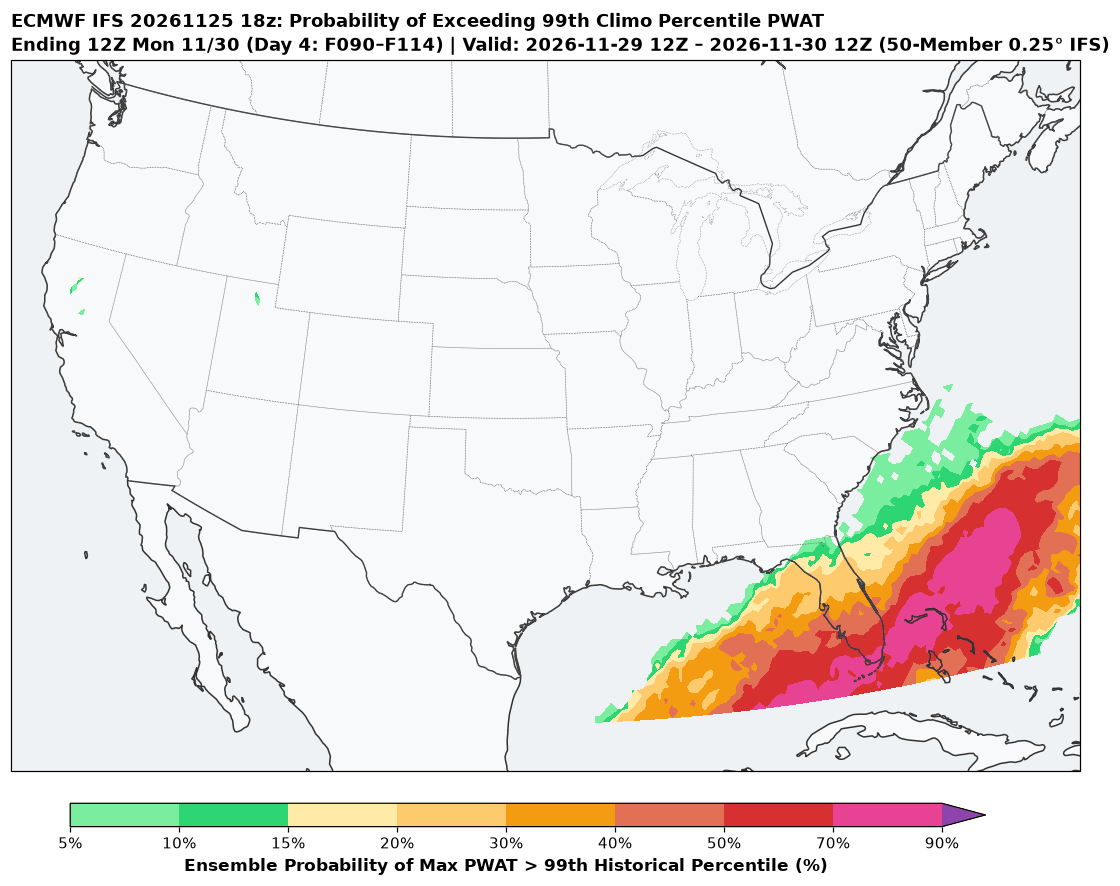 ECMWF IFS 20261125 18z: Probability of Exceeding 99th Climo Percentile PWAT
Ending 12Z Mon 11/30 (Day 4: F090–F114) | Valid: 2026-11-29 12Z – 2026-11-30 12Z (50-Member 0.25° IFS)
5% 10% 15% 20% 30% 40% 50% 70% 90%
Ensemble Probability of Max PWAT > 99th Historical Percentile (%)